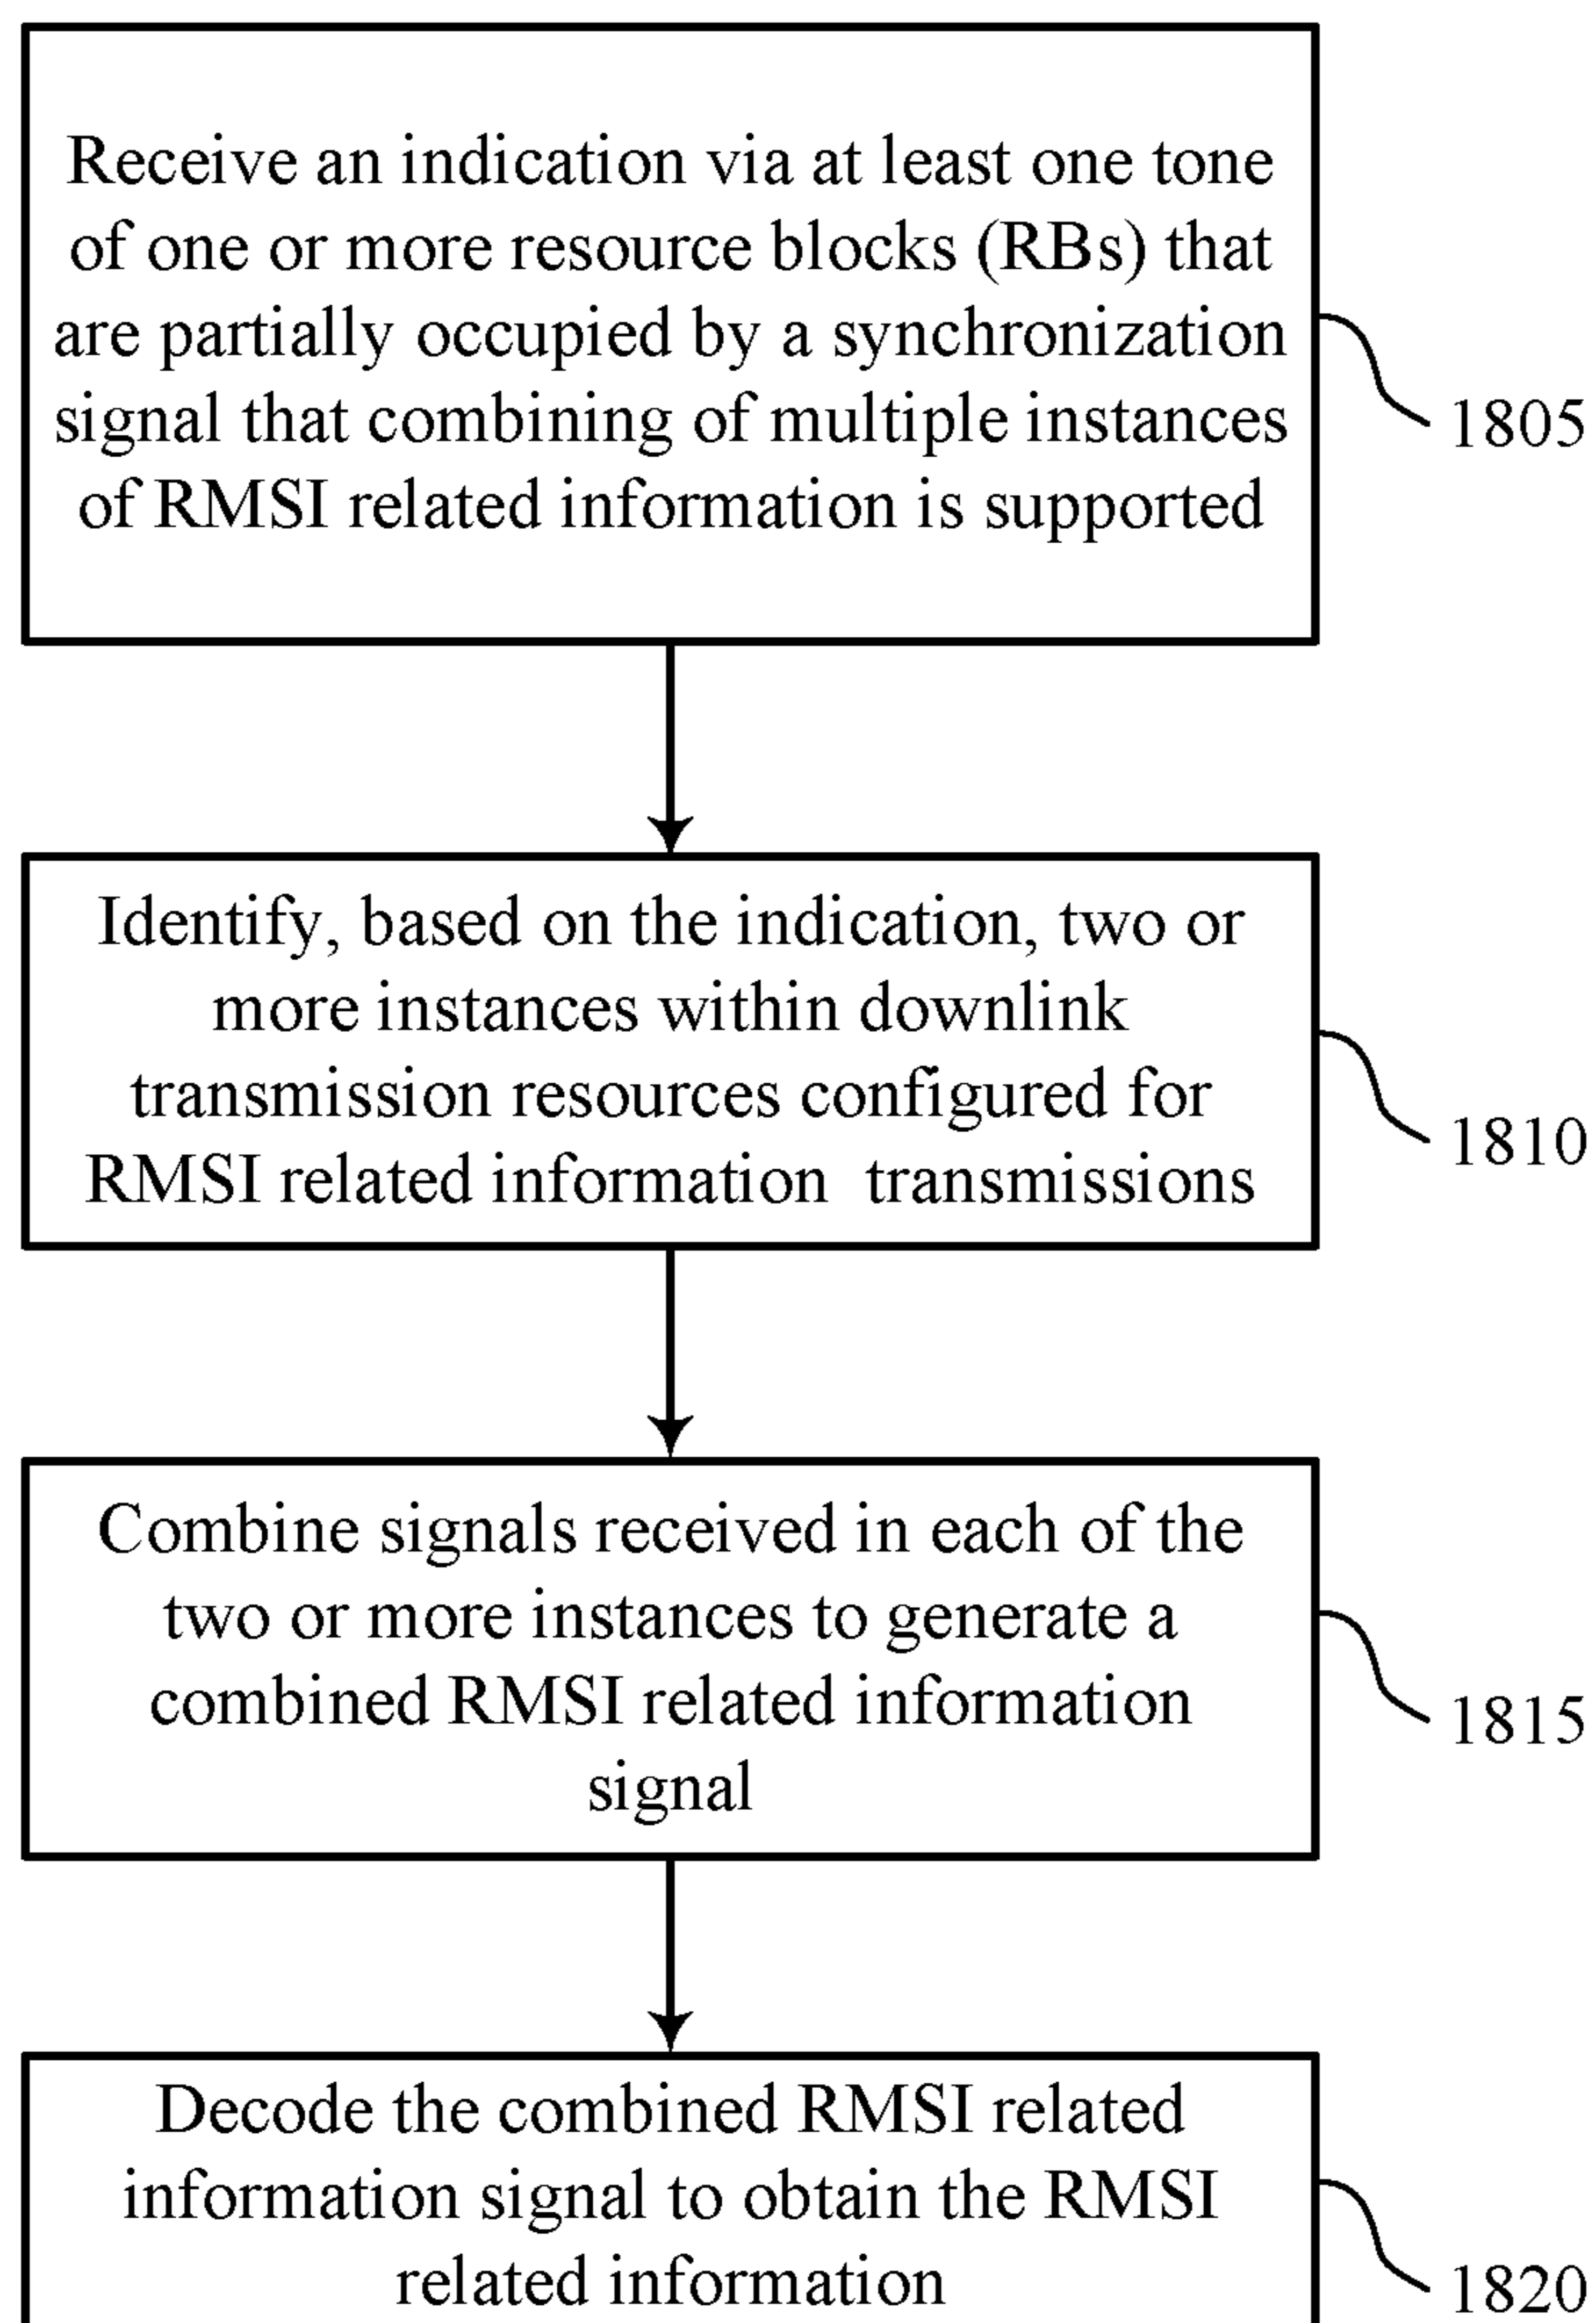 Receive an indication via at least one tone
of one or more resource blocks (RBs) that
are partially occupied by a synchronization
signal that combining of multiple instances
of RMSI related information is supported
1805
Identify, based on the indication, two or
more instances within downlink
transmission resources configured for
RMSI related information transmissions
1810
Combine signals received in each of the
two or more instances to generate a
combined RMSI related information
signal
1815
Decode the combined RMSI related
information signal to obtain the RMSI
related information
1820